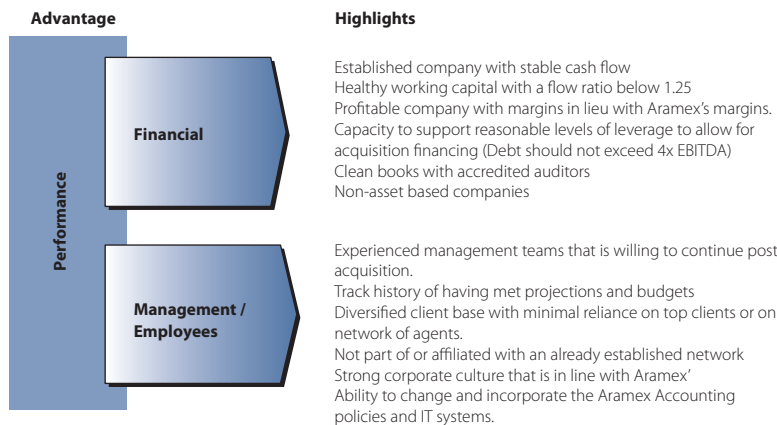 Advantage
Highlights
Performance
Financial
Established company with stable cash flow
Healthy working capital with a flow ratio below 1.25
Profitable company with margins in lieu with Aramex's margins.
Capacity to support reasonable levels of leverage to allow for
acquisition financing (Debt should not exceed 4x EBITDA)
Clean books with accredited auditors
Non-asset based companies
Management /
Employees
Experienced management teams that is willing to continue post
acquisition.
Track history of having met projections and budgets
Diversified client base with minimal reliance on top clients or on
network of agents.
Not part of or affiliated with an already established network
Strong corporate culture that is in line with Aramex'
Ability to change and incorporate the Aramex Accounting
policies and IT systems.